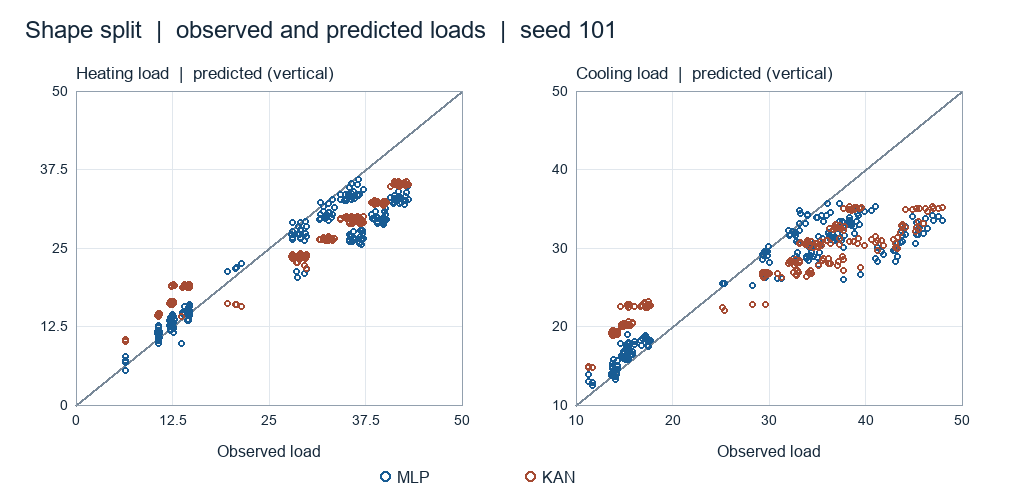 Shape split | observed and predicted loads | seed 101
Heating load | predicted (vertical)
50
37.5
25
12.5
0
0 12.5 25 37.5 50
Observed load
Cooling load | predicted (vertical)
50
40
30
20
10
10 20 30 40 50
Observed load
MLP KAN